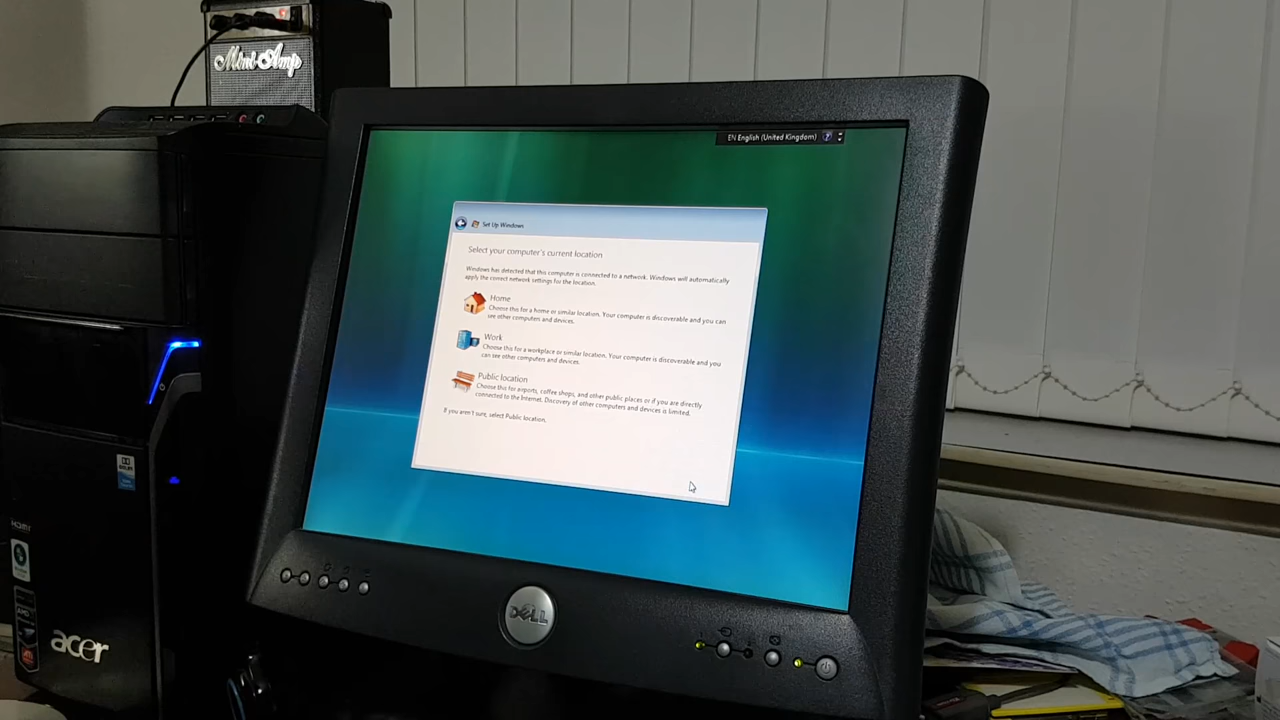 Mini Amp
EN English (United Kingdom)
Set Up Windows
Select your computer's current location
Windows has detected that this computer is connected to a network. Windows will automatically
apply the correct network settings for the location.
Home
Choose this for a home or similar location. Your computer is discoverable and you can
see other computers and devices.
Work
Choose this for a workplace or similar location. Your computer is discoverable and you
can see other computers and devices.
Public location
Choose this for airports, coffee shops, and other public places or if you are directly
connected to the Internet. Discovery of other computers and devices is limited.
If you aren't sure, select Public location.
HDMI
DOLBY
AMD
ATI
acer
DELL